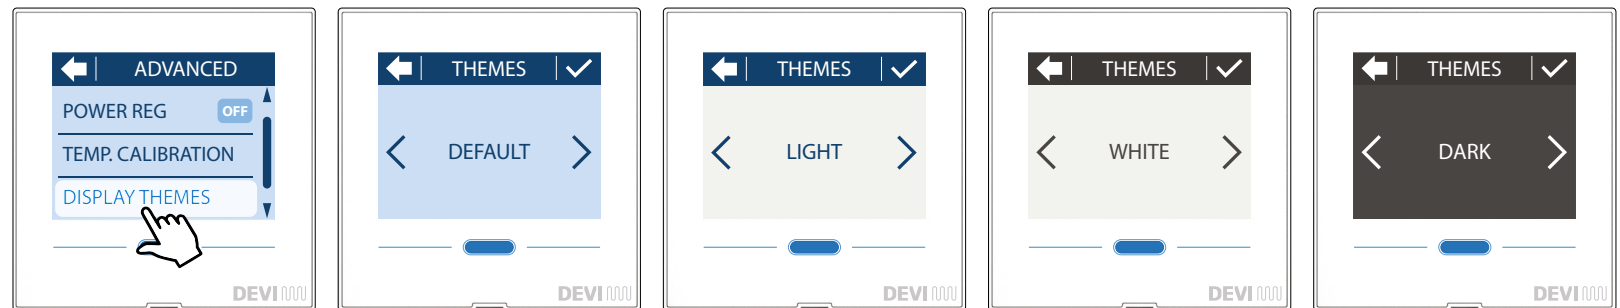 ADVANCED
POWER REG OFF
TEMP. CALIBRATION
DISPLAY THEMES
DEVI
THEMES
DEFAULT
DEVI
THEMES
LIGHT
DEVI
THEMES
WHITE
DEVI
THEMES
DARK
DEVI